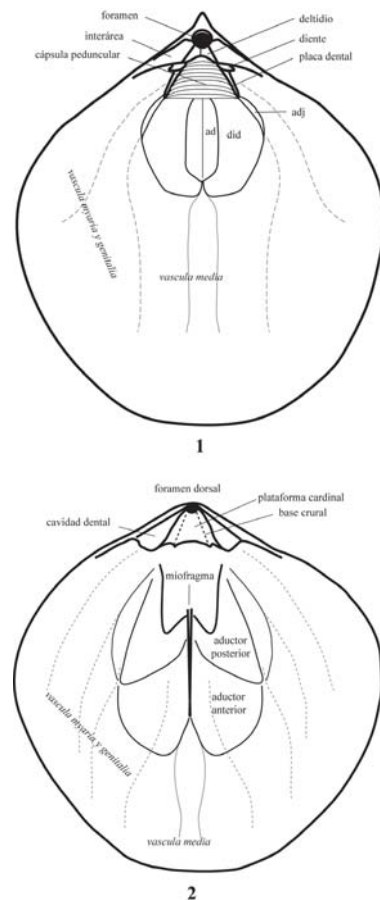 foramen
deltidio
interárea
diente
cápsula peduncular
placa dental
adj
ad
did
vascula myaria y genitalia
vascula media
1
foramen dorsal
plataforma cardinal
cavidad dental
base crural
miofragma
aductor
posterior
aductor
anterior
vascula myaria y genitalia
vascula media
2